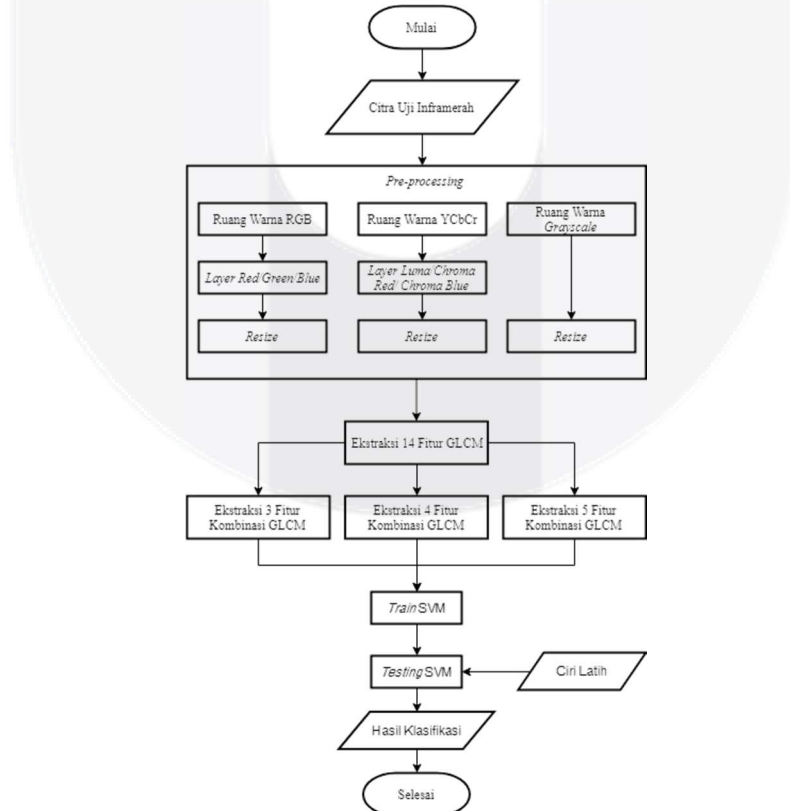 Mulai
Citra Uji Inframerah
Pre-processing
Ruang Warna RGB
Ruang Warna YCbCr
Ruang Warna
Grayscale
Layer Red/Green/Blue
Layer Luma/Chroma
Red/ Chroma Blue
Resize
Resize
Resize
Ekstraksi 14 Fitur GLCM
Ekstraksi 3 Fitur
Kombinasi GLCM
Ekstraksi 4 Fitur
Kombinasi GLCM
Ekstraksi 5 Fitur
Kombinasi GLCM
Train SVM
Testing SVM
Ciri Latih
Hasil Klasifikasi
Selesai